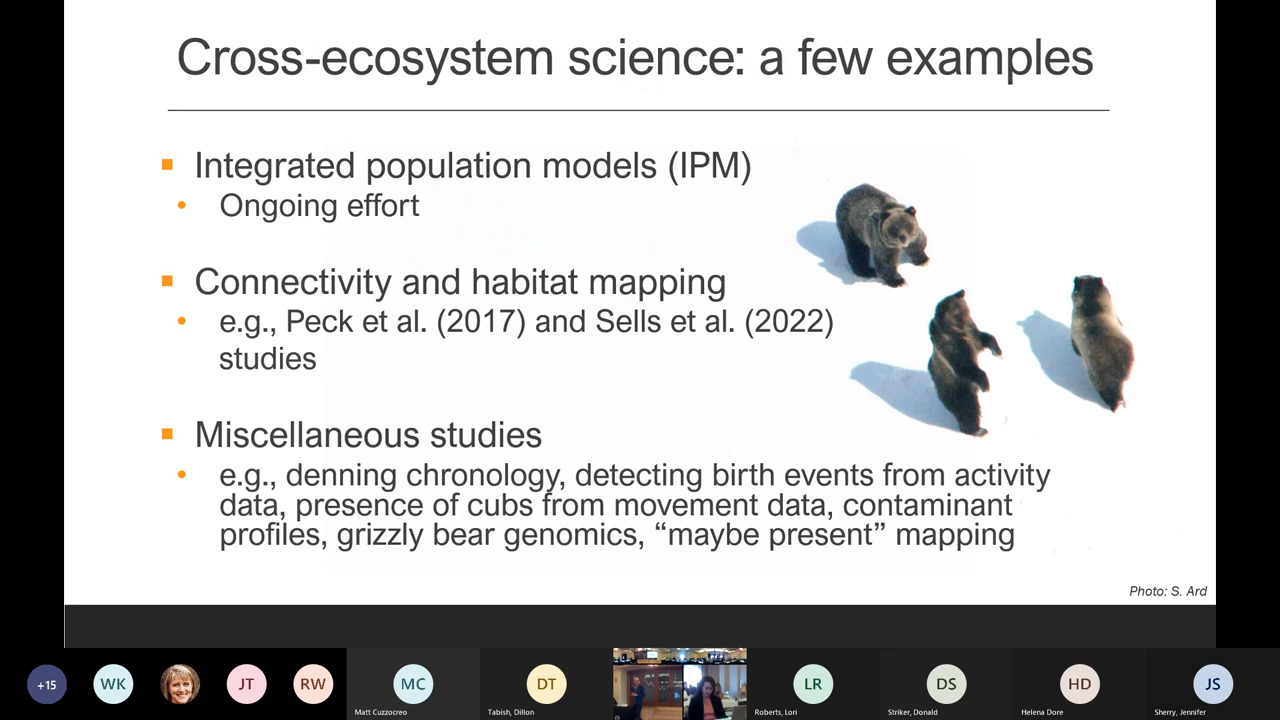 Cross-ecosystem science: a few examples
Integrated population models (IPM)
Ongoing effort
Connectivity and habitat mapping
e.g., Peck et al. (2017) and Sells et al. (2022)
studies
Miscellaneous studies
e.g., denning chronology, detecting birth events from activity
data, presence of cubs from movement data, contaminant
profiles, grizzly bear genomics, “maybe present” mapping
Photo: S. Ard
+15
WK
JT
RW
MC
DT
LR
DS
HD
JS
Matt Cuzzocreo
Tabish, Dillon
Roberts, Lori
Striker, Donald
Helena Dore
Sherry, Jennifer